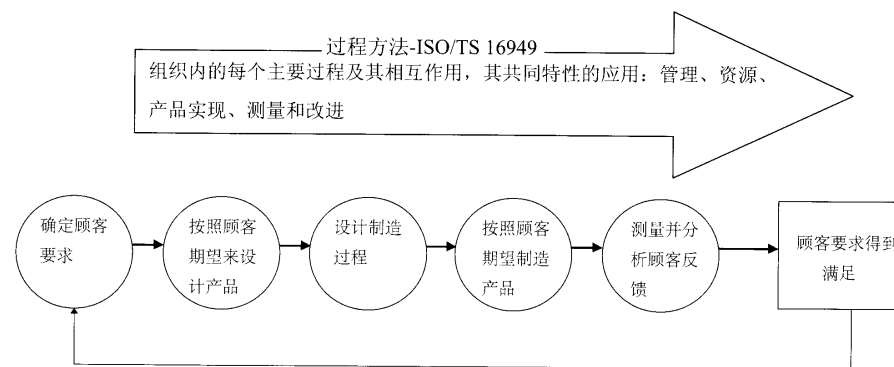 过程方法-ISO/TS 16949
组织内的每个主要过程及其相互作用，其共同特性的应用：管理、资源、
产品实现、测量和改进
确定顾客
要求
按照顾客
期望来设
计产品
设计制造
过程
按照顾客
期望制造
产品
测量并分
析顾客反
馈
顾客要求得到
满足